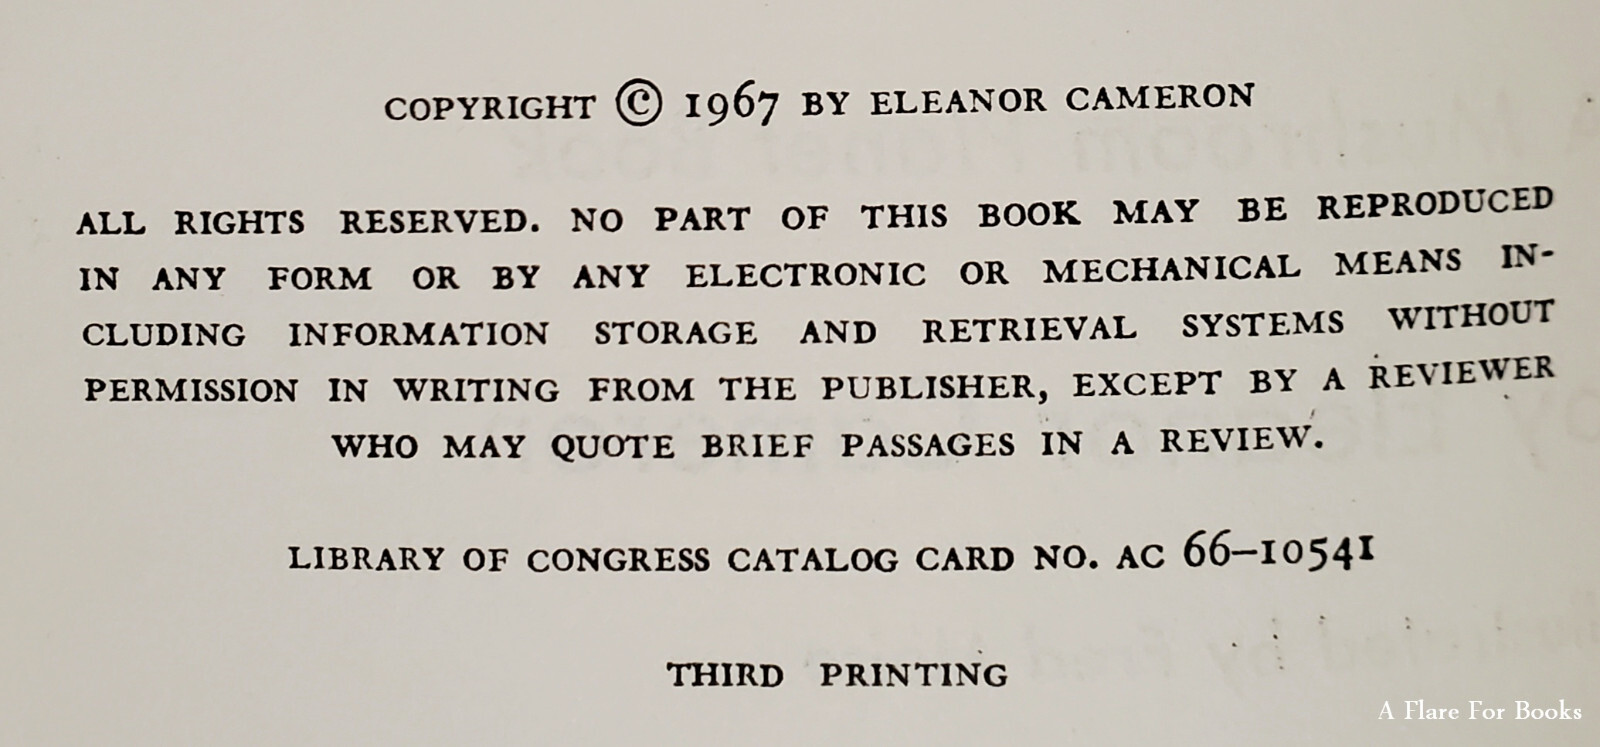 COPYRIGHT © 1967 BY ELEANOR CAMERON
ALL RIGHTS RESERVED. NO PART OF THIS BOOK MAY BE REPRODUCED
IN ANY FORM OR BY ANY ELECTRONIC OR MECHANICAL MEANS IN-
CLUDING INFORMATION STORAGE AND RETRIEVAL SYSTEMS WITHOUT
PERMISSION IN WRITING FROM THE PUBLISHER, EXCEPT BY A REVIEWER
WHO MAY QUOTE BRIEF PASSAGES IN A REVIEW.
LIBRARY OF CONGRESS CATALOG CARD NO. AC 66–10541
THIRD PRINTING
A Flare For Books